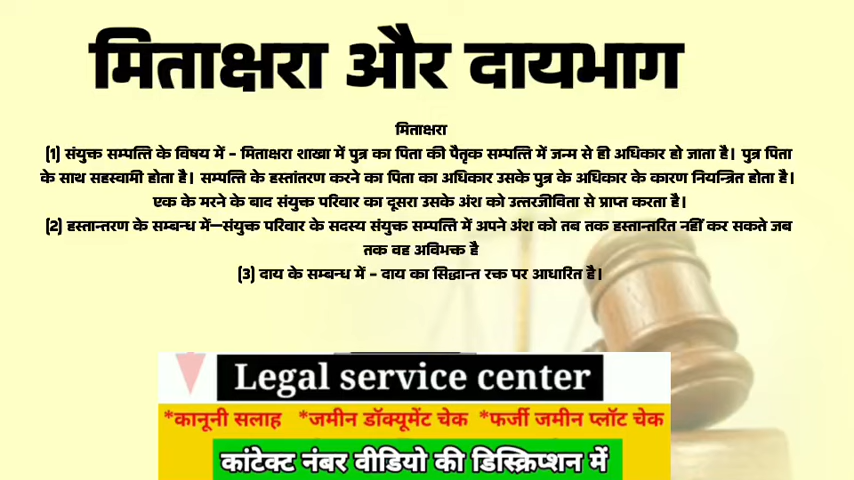 मिताक्षरा और दायभाग
मिताक्षरा
(1) संयुक्त सम्पत्ति के विषय में - मिताक्षरा शाखा में पुत्र का पिता की पैतृक सम्पत्ति में जन्म से ही अधिकार हो जाता है। पुत्र पिता
के साथ सहस्वामी होता है। सम्पत्ति के हस्तांतरण करने का पिता का अधिकार उसके पुत्र के अधिकार के कारण नियन्त्रित होता है।
एक के मरने के बाद संयुक्त परिवार का दूसरा उसके अंश को उत्तरजीविता से प्राप्त करता है।
(2) हस्तान्तरण के सम्बन्ध में—संयुक्त परिवार के सदस्य संयुक्त सम्पत्ति में अपने अंश को तब तक हस्तान्तरित नहीं कर सकते जब
तक वह अविभक्त है
(3) दाय के सम्बन्ध में - दाय का सिद्धान्त रक्त पर आधारित है।
Legal service center
*कानूनी सलाह *जमीन डॉक्यूमेंट चेक *फर्जी जमीन प्लॉट चेक
कांटेक्ट नंबर वीडियो की डिस्क्रिप्शन में